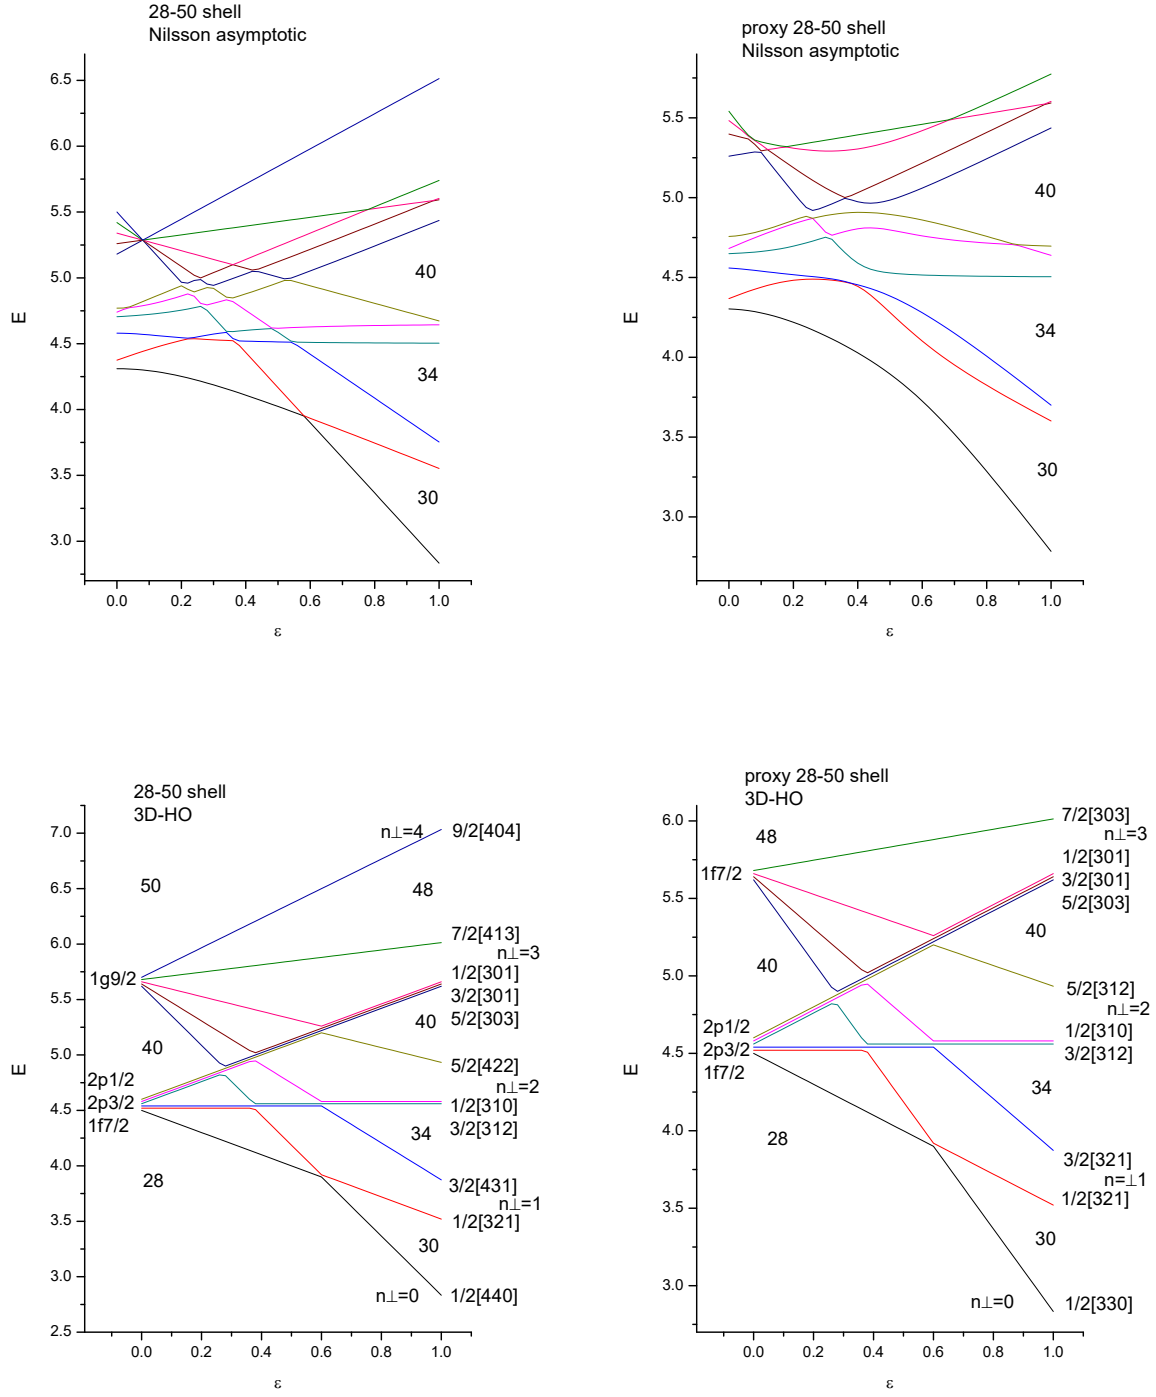 28-50 shell
Nilsson asymptotic
6.5
6.0
5.5
5.0
4.5
4.0
3.5
3.0
E
40
34
30
0.0 0.2 0.4 0.6 0.8 1.0
ε
proxy 28-50 shell
Nilsson asymptotic
5.5
5.0
4.5
4.0
3.5
3.0
E
40
34
30
0.0 0.2 0.4 0.6 0.8 1.0
ε
28-50 shell
3D-HO
7.0
6.5
6.0
5.5
5.0
4.5
4.0
3.5
3.0
2.5
E
n⊥=4 9/2[404]
50
48
7/2[413]
n⊥=3
1g9/2
1/2[301]
3/2[301]
5/2[303]
40
40
5/2[422]
2p1/2
n⊥=2
2p3/2
1/2[310]
1f7/2
3/2[312]
34
28
3/2[431]
n⊥=1
1/2[321]
30
n⊥=0 1/2[440]
0.0 0.2 0.4 0.6 0.8 1.0
ε
proxy 28-50 shell
3D-HO
6.0
5.5
5.0
4.5
4.0
3.5
3.0
E
7/2[303]
48
n⊥=3
1/2[301]
1f7/2
3/2[301]
5/2[303]
40
40
5/2[312]
n⊥=2
2p1/2
1/2[310]
2p3/2
3/2[312]
1f7/2
34
28
3/2[321]
n=⊥1
1/2[321]
30
n⊥=0 1/2[330]
0.0 0.2 0.4 0.6 0.8 1.0
ε